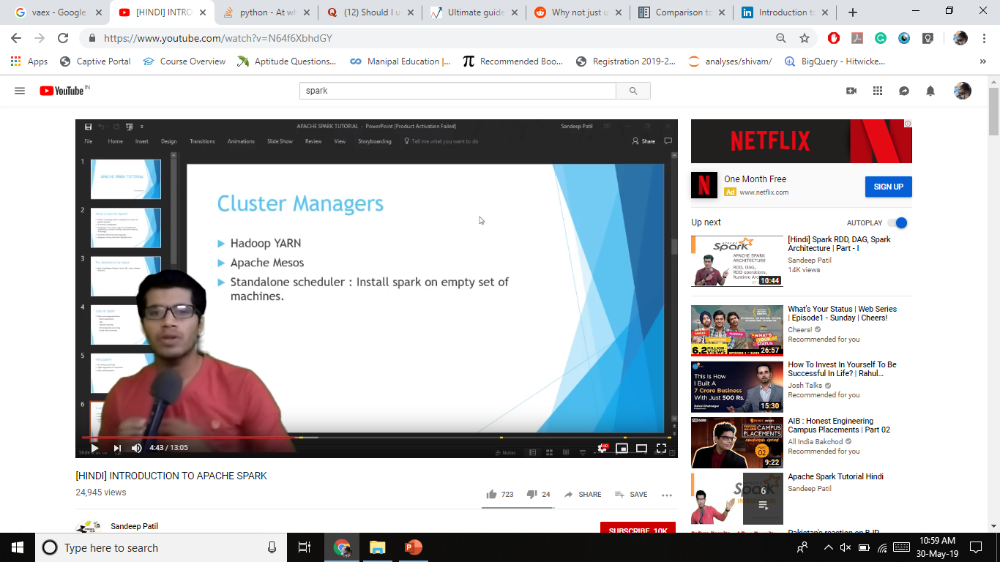 vaex - Google
[HINDI] INTRO
python - At wh
(12) Should I u
Ultimate guide
Why not just u
Comparison to
Introduction to
https://www.youtube.com/watch?v=N64f6XbhdGY
Apps
Captive Portal
Course Overview
Aptitude Questions...
Manipal Education |...
Recommended Boo...
Registration 2019-2...
analyses/shivam/
BigQuery - Hitwicke...
YouTube IN
spark
APACHE SPARK TUTORIAL - PowerPoint (Product Activation Failed)
Sandeep Patil
File Home Insert Design Transitions Animations Slide Show Review View Storyboarding Tell me what you want to do
Share
1
APACHE SPARK TUTORIAL
2
3
4
5
6
Cluster Managers
Hadoop YARN
Apache Mesos
Standalone scheduler : Install spark on empty set of
machines.
4:43 / 13:05
HD
Notes
[HINDI] INTRODUCTION TO APACHE SPARK
24,945 views
723
24
SHARE
SAVE
Sandeep Patil
SUBSCRIBE 10K
NETFLIX
One Month Free
Ad www.netflix.com
SIGN UP
Up next
AUTOPLAY
APACHE
Spark
APACHE SPARK
ARCHITECTURE
RDD, DAG,
RDD operations,
10:44
[Hindi] Spark RDD, DAG, Spark
Architecture | Part - I
Sandeep Patil
14K views
WHAT'S
YOUR
STATUS
6.2 MILLION+
VIEWS
26:57
What's Your Status | Web Series
| Episode1 - Sunday | Cheers!
Cheers!
Recommended for you
This Is How
I Built A
7 Crore Business
With Just 500 Rs.
15:30
How To Invest In Yourself To Be
Successful In Life? | Rahul...
Josh Talks
Recommended for you
CAMPUS
PLACEMENTS
PART
02
9:22
AIB : Honest Engineering
Campus Placements | Part 02
All India Bakchod
Recommended for you
6
Apache Spark Tutorial Hindi
Sandeep Patil
Type here to search
10:59 AM
30-May-19